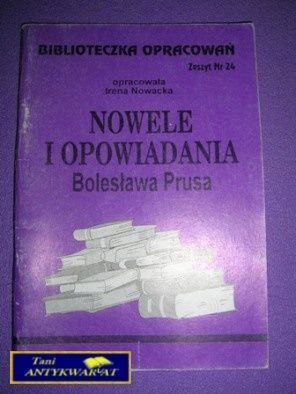 BIBLIOTECZKA OPRACOWAŃ
Zeszyt Nr 24
opracowała
Irena Nowacka
NOWELE
I OPOWIADANIA
Bolesława Prusa
Tani
ANTYKWARIAT